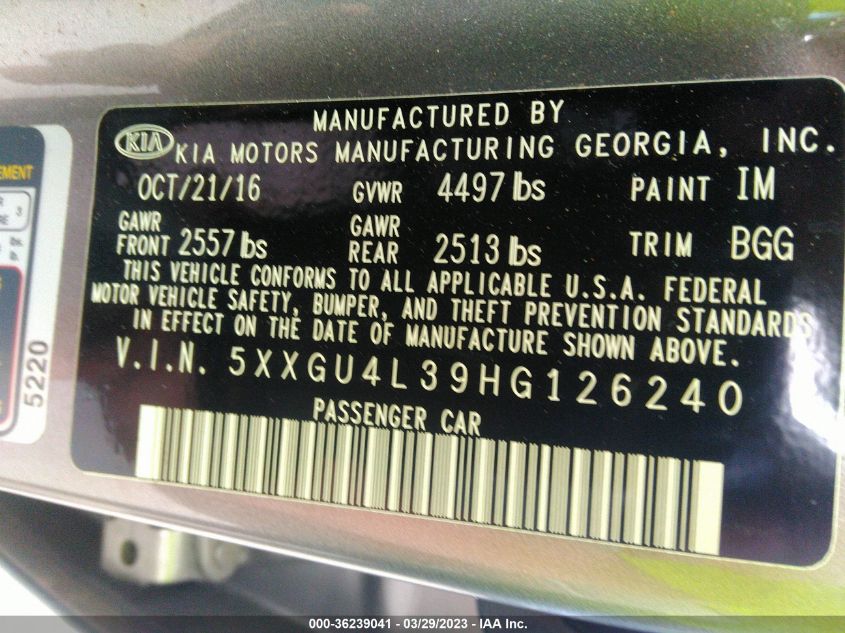 MANUFACTURED BY
KIA KIA MOTORS MANUFACTURING GEORGIA, INC.
OCT/21/16 GVWR 4497 lbs PAINT IM
GAWR FRONT 2557 lbs GAWR REAR 2513 lbs TRIM BGG
THIS VEHICLE CONFORMS TO ALL APPLICABLE U.S.A. FEDERAL
MOTOR VEHICLE SAFETY, BUMPER, AND THEFT PREVENTION STANDARDS
IN EFFECT ON THE DATE OF MANUFACTURE SHOWN ABOVE.
V.I.N. 5XXGU4L39HG126240
PASSENGER CAR
5220
000-36239041 - 03/29/2023 - IAA Inc.